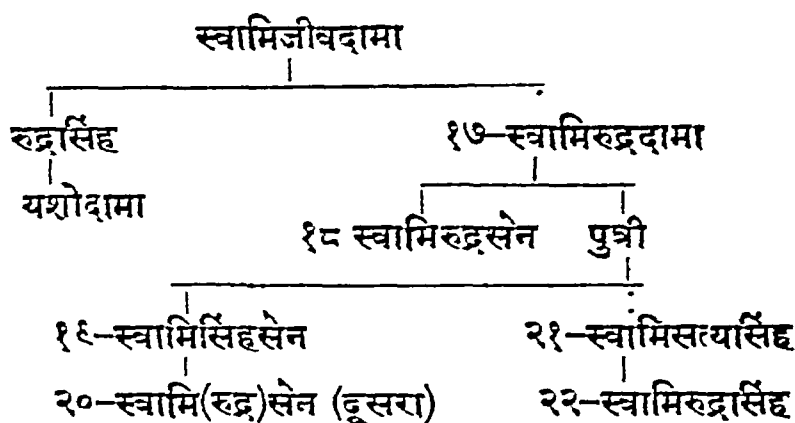 स्वामिजीवदामा
रुद्रसिंह १७–स्वामिरुद्रदामा
यशोदामा
१८ स्वामिरुद्रसेन पुत्री
१९–स्वामिसिंहसेन २१–स्वामिसत्यसिंह
२०–स्वामि(रुद्र)सेन (दूसरा) २२–स्वामिरुद्रसिंह